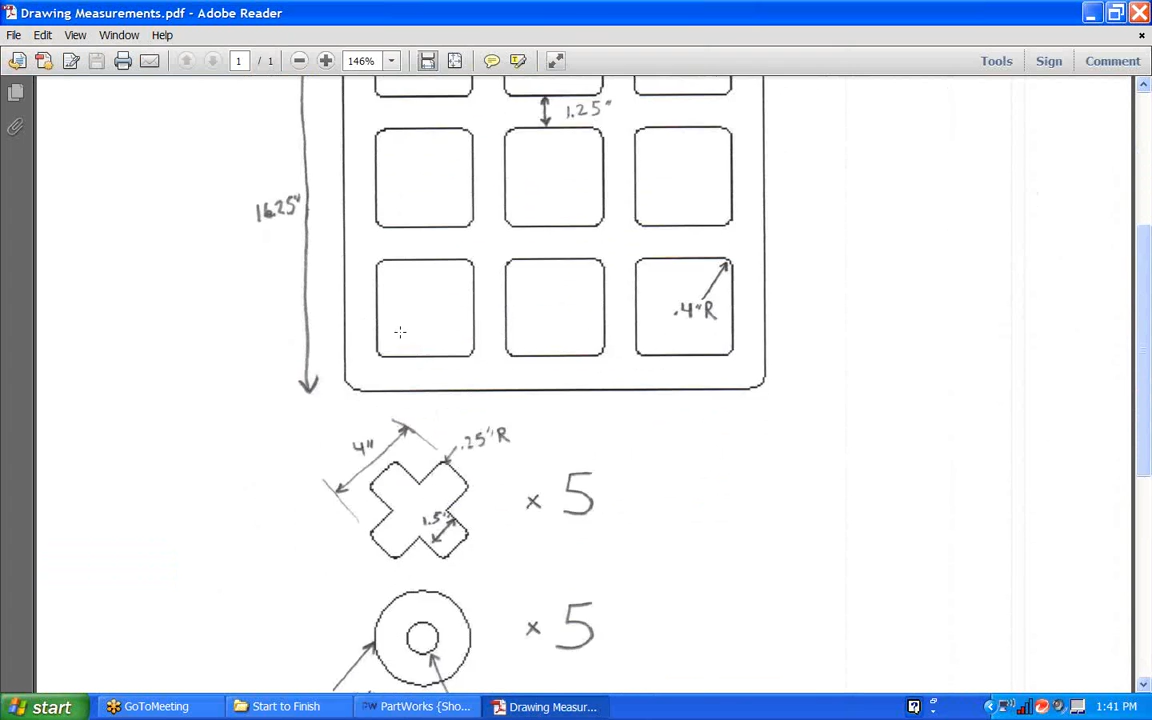 Drawing Measurements.pdf - Adobe Reader
File Edit View Window Help
1 / 1 146% Tools Sign Comment
1.25"
16.25"
.4"R
4"
.25"R
1.5"
x 5
x 5
start GoToMeeting Start to Finish PW PartWorks {Sho... Drawing Measur... 1:41 PM